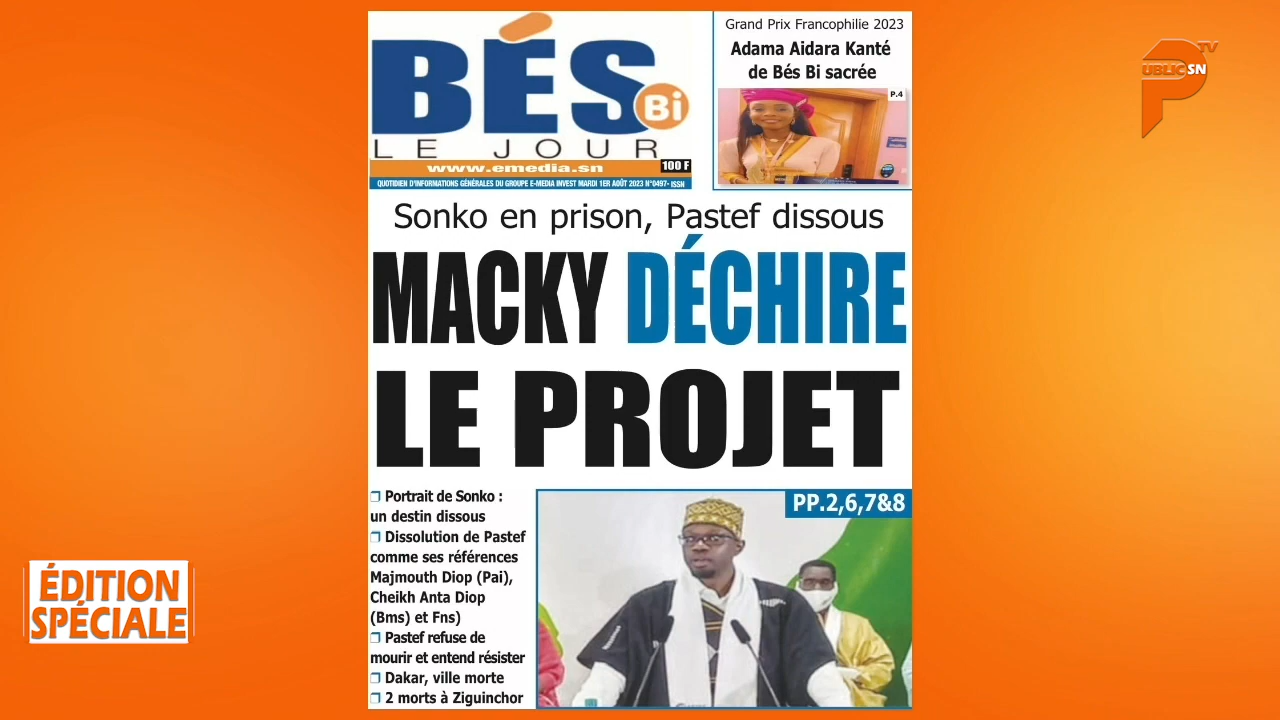 BÉS
Bi
LE JOUR
www.emedia.sn
100 F
QUOTIDIEN D'INFORMATIONS GÉNÉRALES DU GROUPE E-MEDIA INVEST MARDI 1ER AOÛT 2023 N°0497- ISSN
Grand Prix Francophilie 2023
Adama Aidara Kanté
de Bés Bi sacrée
P.4
PUBLIC SN
TV
Sonko en prison, Pastef dissous
MACKY DÉCHIRE
LE PROJET
❒ Portrait de Sonko :
un destin dissous
❒ Dissolution de Pastef
comme ses références
Majmouth Diop (Pai),
Cheikh Anta Diop
(Bms) et Fns)
❒ Pastef refuse de
mourir et entend résister
❒ Dakar, ville morte
❒ 2 morts à Ziguinchor
PP.2,6,7&8
ÉDITION
SPÉCIALE